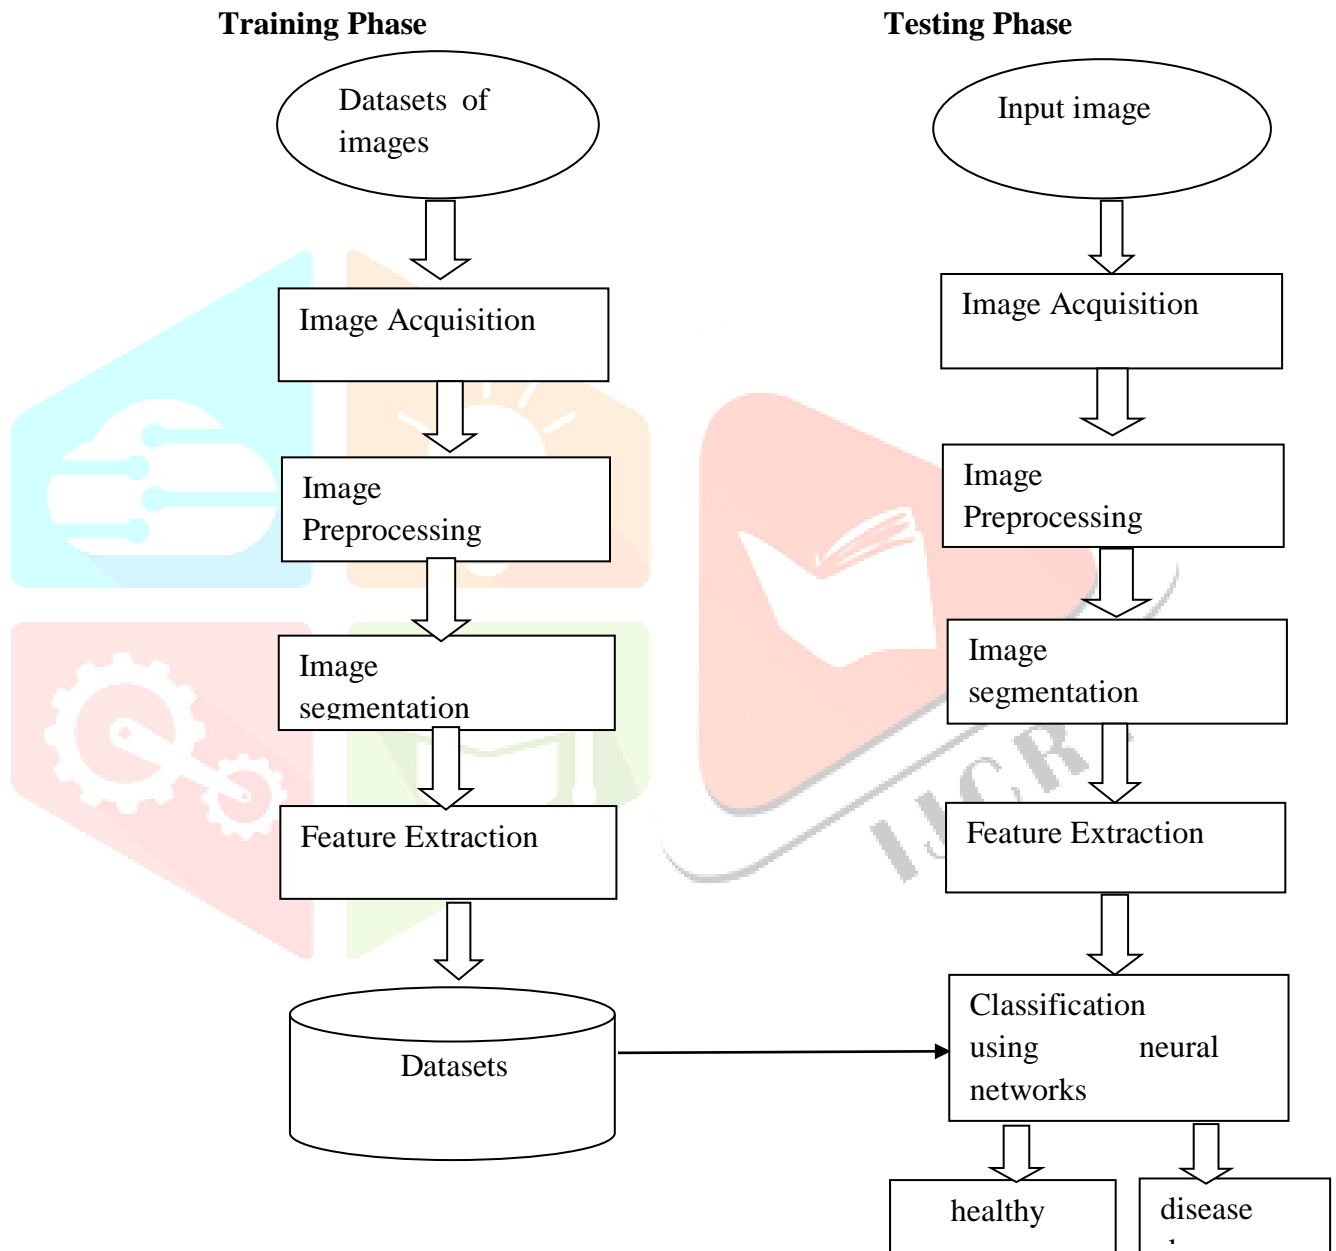 Training Phase
Datasets of
images
Image Acquisition
Image
Preprocessing
Image
segmentation
Feature Extraction
Datasets
Testing Phase
Input image
Image Acquisition
Image
Preprocessing
Image
segmentation
Feature Extraction
Classification
using neural
networks
healthy
disease
IJCR